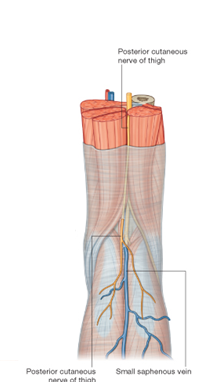 Posterior cutaneous
nerve of thigh
Posterior cutaneous
nerve of thigh
Small saphenous vein